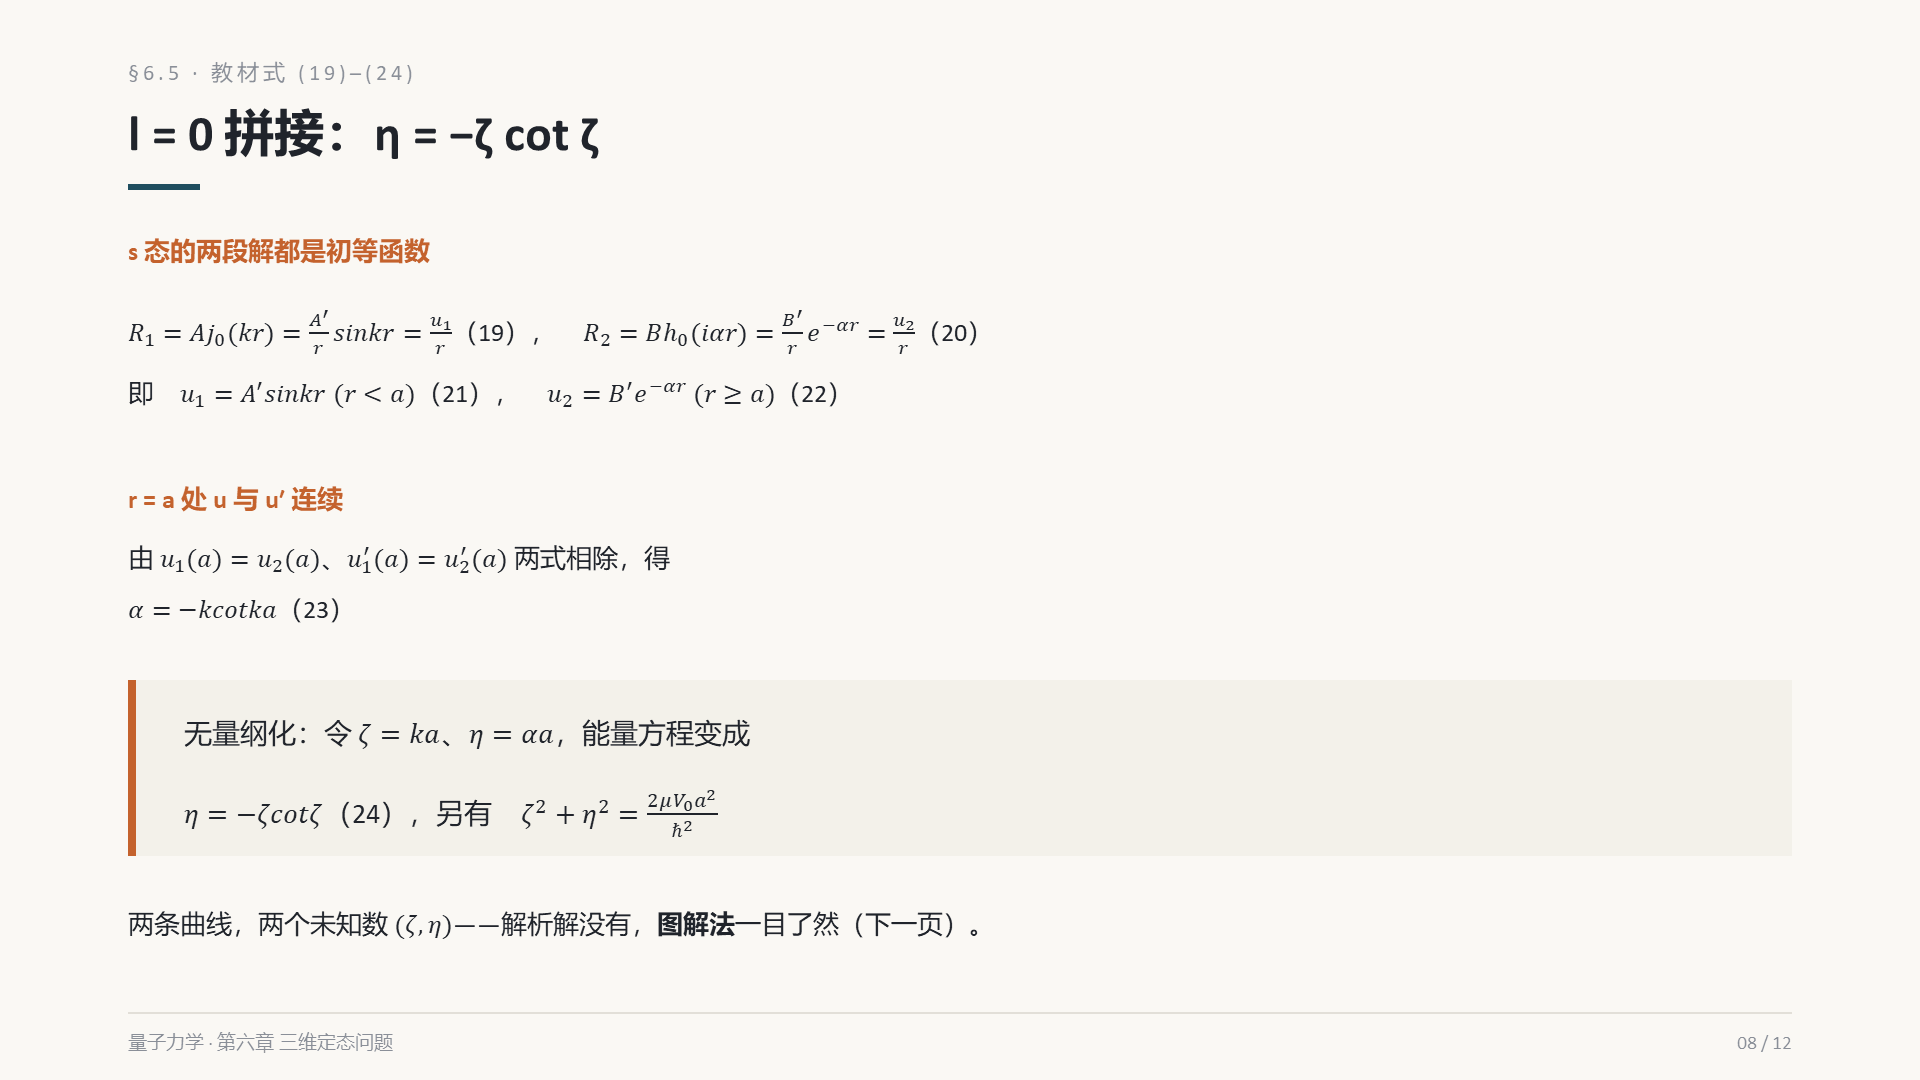 §6.5 · 教材式 (19)–(24)
l = 0 拼接：η = −ζ cot ζ
s 态的两段解都是初等函数
R₁ = Aj₀(kr) = A′/r sinkr = u₁/r（19），  R₂ = Bh₀(iαr) = B′/r e^{−αr} = u₂/r（20）
即 u₁ = A′sinkr (r < a)（21），  u₂ = B′e^{−αr} (r ≥ a)（22）
r = a 处 u 与 u′ 连续
由 u₁(a) = u₂(a)、u₁′(a) = u₂′(a) 两式相除，得
α = −kcotka（23）
无量纲化：令 ζ = ka、η = αa，能量方程变成
η = −ζcotζ（24），另有 ζ² + η² = 2μV₀a²/ħ²
两条曲线，两个未知数 (ζ, η)——解析解没有，图解法一目了然（下一页）。
量子力学 · 第六章 三维定态问题
08 / 12